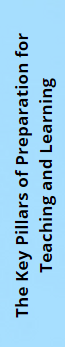 The Key Pillars of Preparation for
Teaching and Learning